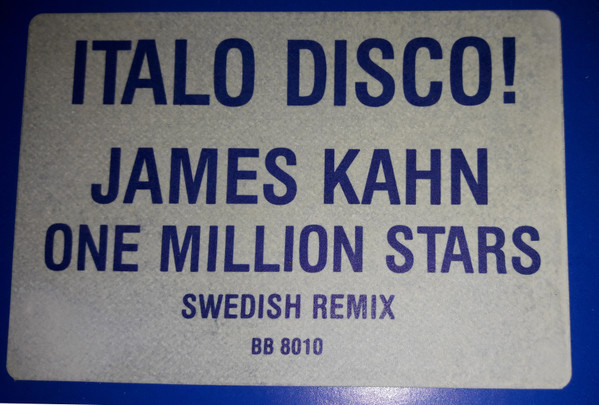 ITALO DISCO!
JAMES KAHN
ONE MILLION STARS
SWEDISH REMIX
BB 8010